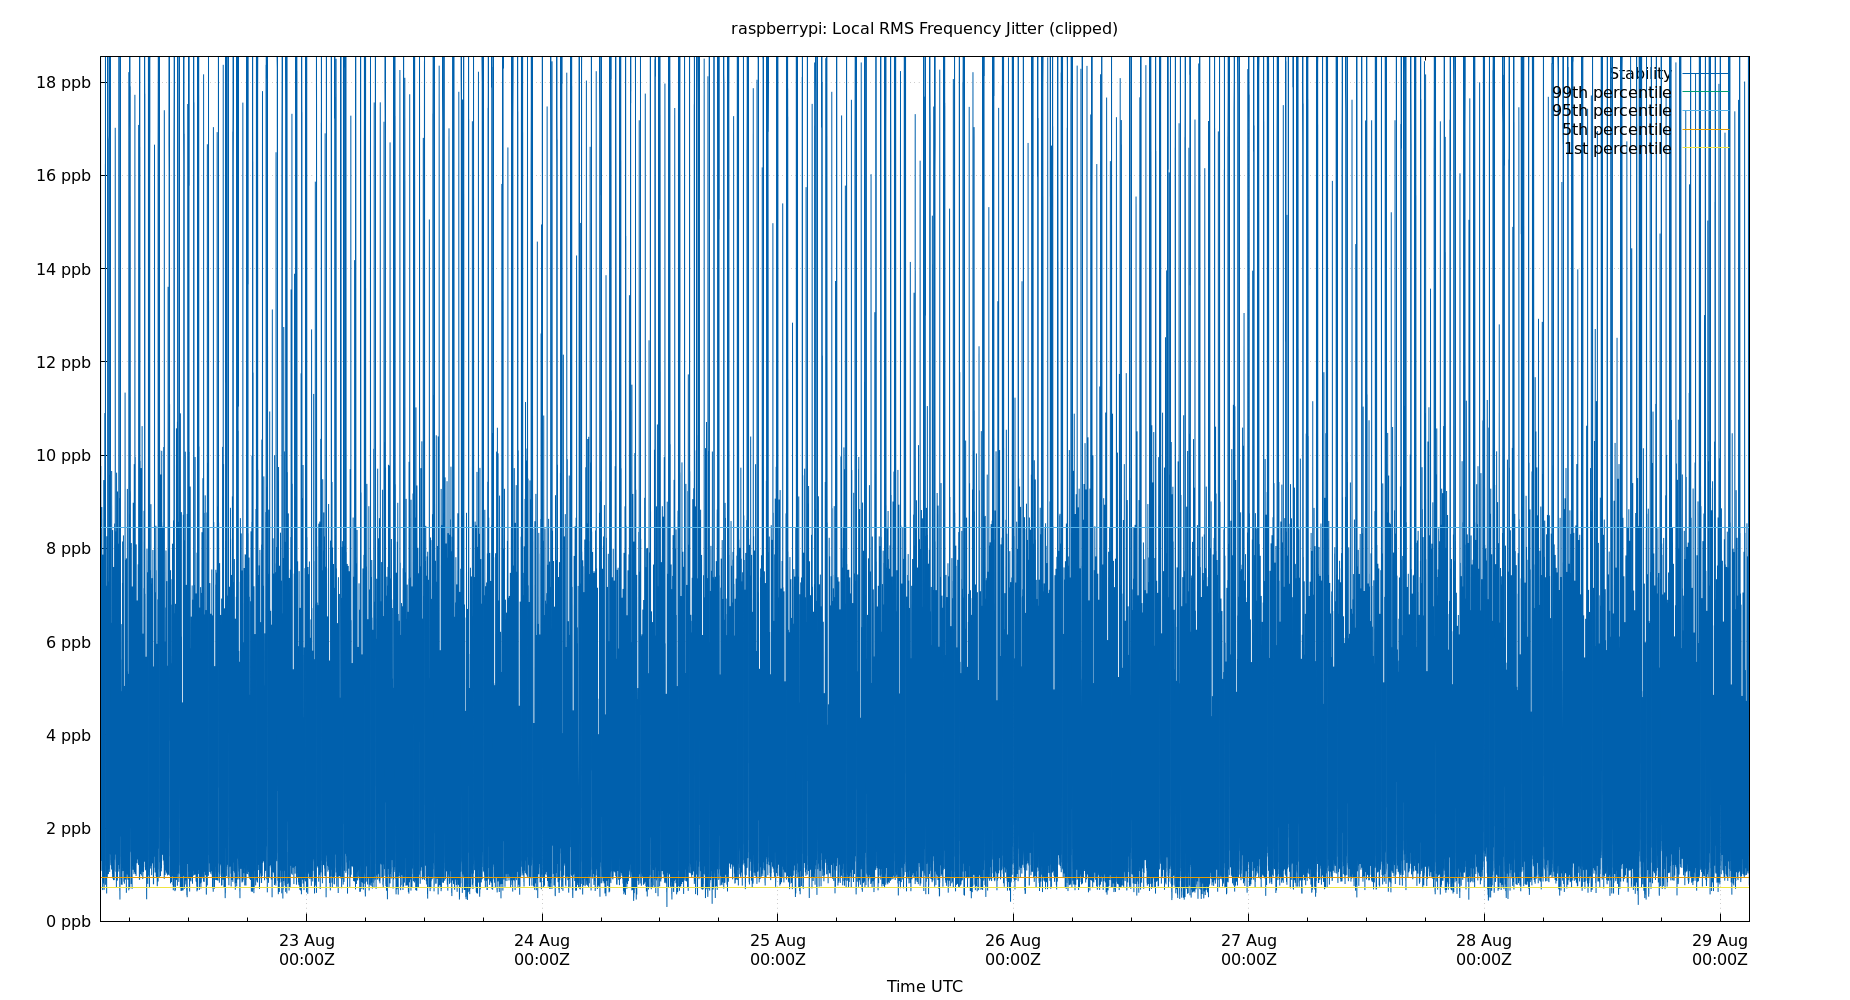 raspberrypi: Local RMS Frequency Jitter (clipped)
18 ppb
16 ppb
14 ppb
12 ppb
10 ppb
8 ppb
6 ppb
4 ppb
2 ppb
0 ppb
Stability
99th percentile
95th percentile
5th percentile
1st percentile
23 Aug
00:00Z
24 Aug
00:00Z
25 Aug
00:00Z
26 Aug
00:00Z
27 Aug
00:00Z
28 Aug
00:00Z
29 Aug
00:00Z
Time UTC